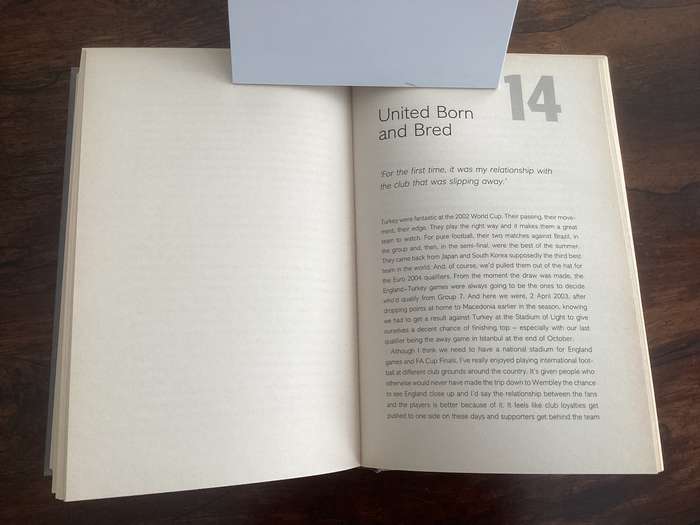 14
United Born
and Bred
'For the first time, it was my relationship with
the club that was slipping away.'
Turkey were fantastic at the 2002 World Cup. Their passing, their move-
ment, their edge. They play the right way and it makes them a great
team to watch. For pure football, their two matches against Brazil, in
the group and, then, in the semi-final, were the best of the summer.
They came back from Japan and South Korea supposedly the third best
team in the world. And, of course, we'd pulled them out of the hat for
the Euro 2004 qualifiers. From the moment the draw was made, the
England–Turkey games were always going to be the ones to decide
who'd qualify from Group 7. And here we were, 2 April 2003, after
dropping points at home to Macedonia earlier in the season, knowing
we had to get a result against Turkey at the Stadium of Light to give
ourselves a decent chance of finishing top – especially with our last
qualifier being the away game in Istanbul at the end of October.
Although I think we need to have a national stadium for England
games and FA Cup Finals, I've really enjoyed playing international foot-
ball at different club grounds around the country. It's given people who
otherwise would never have made the trip down to Wembley the chance
to see England close up and I'd say the relationship between the fans
and the players is better because of it. It feels like club loyalties get
pushed to one side on these days and supporters get behind the team